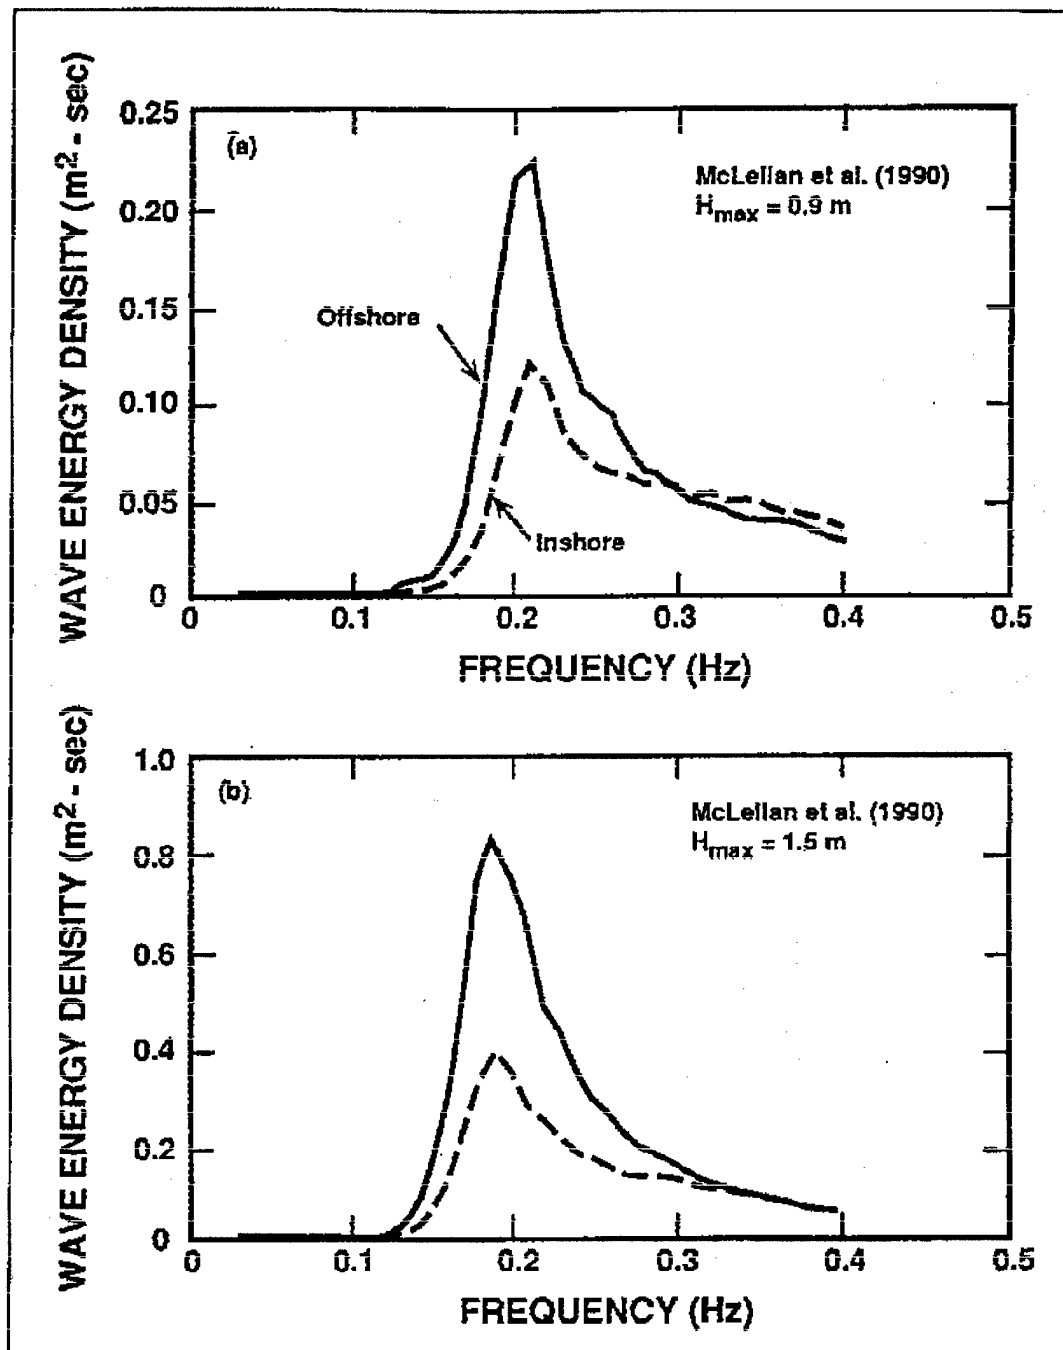 WAVE ENERGY DENSITY (m2 - sec)
0.25
0.20
0.15
0.10
0.05
0
(a)
McLellan et al. (1990)
Hmax = 0.9 m
Offshore
Inshore
0 0.1 0.2 0.3 0.4 0.5
FREQUENCY (Hz)
WAVE ENERGY DENSITY (m2 - sec)
1.0
0.8
0.6
0.4
0.2
0
(b)
McLellan et al. (1990)
Hmax = 1.5 m
0 0.1 0.2 0.3 0.4 0.5
FREQUENCY (Hz)